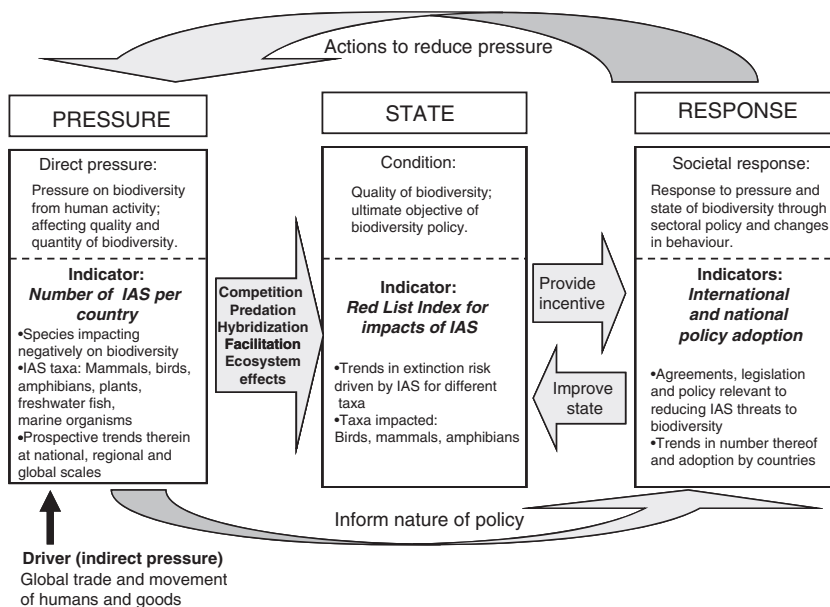 Actions to reduce pressure
PRESSURE
Direct pressure:
Pressure on biodiversity
from human activity;
affecting quality and
quantity of biodiversity.
Indicator:
Number of IAS per
country
•Species impacting
negatively on biodiversity
•IAS taxa: Mammals, birds,
amphibians, plants,
freshwater fish,
marine organisms
•Prospective trends therein
at national, regional and
global scales
Competition
Predation
Hybridization
Facilitation
Ecosystem
effects
STATE
Condition:
Quality of biodiversity;
ultimate objective of
biodiversity policy.
Indicator:
Red List Index for
impacts of IAS
•Trends in extinction risk
driven by IAS for different
taxa
•Taxa impacted:
Birds, mammals, amphibians
Provide
incentive
Improve
state
RESPONSE
Societal response:
Response to pressure and
state of biodiversity through
sectoral policy and changes
in behaviour.
Indicators:
International
and national
policy adoption
•Agreements, legislation
and policy relevant to
reducing IAS threats to
biodiversity
•Trends in number thereof
and adoption by countries
Inform nature of policy
Driver (indirect pressure)
Global trade and movement
of humans and goods